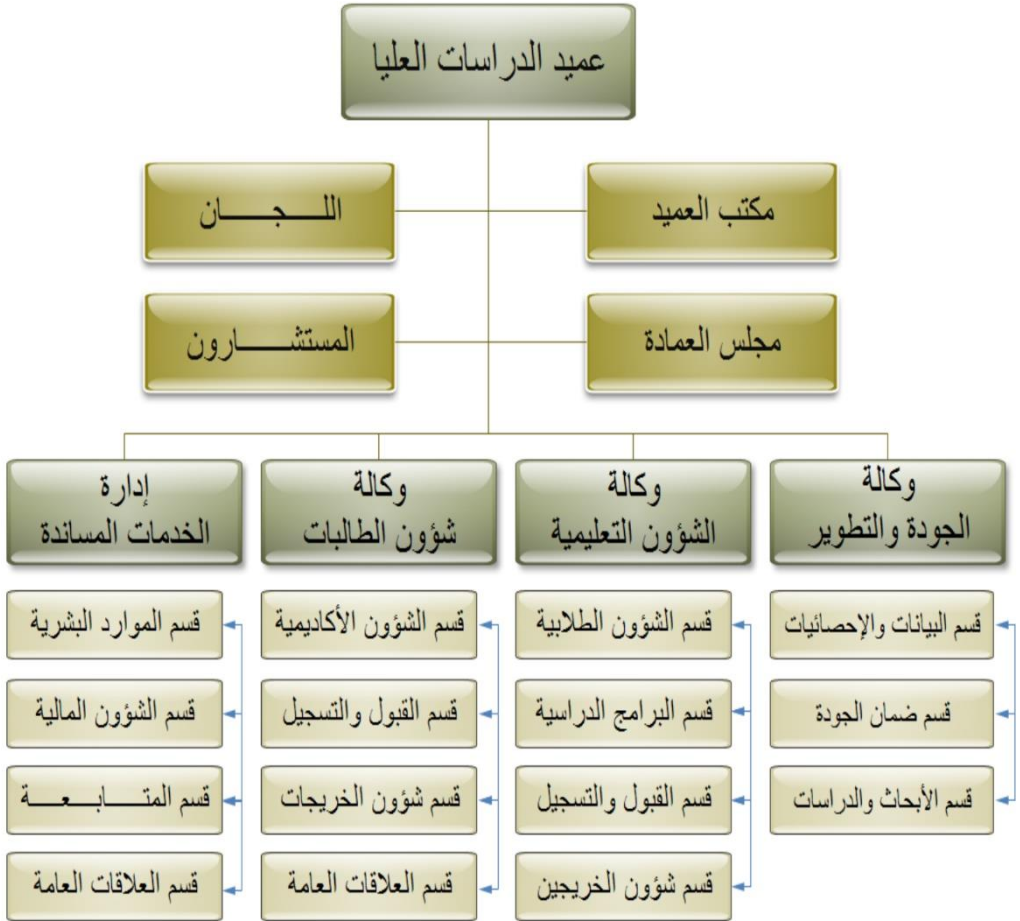 عميد الدراسات العليا
مكتب العميد
اللـــجـــــان
مجلس العمادة
المستشـــــارون
وكالة
الجودة والتطوير
وكالة
الشؤون التعليمية
وكالة
شؤون الطالبات
إدارة
الخدمات المساندة
قسم البيانات والإحصائيات
قسم ضمان الجودة
قسم الأبحاث والدراسات
قسم الشؤون الطلابية
قسم البرامج الدراسية
قسم القبول والتسجيل
قسم شؤون الخريجين
قسم الشؤون الأكاديمية
قسم القبول والتسجيل
قسم شؤون الخريجات
قسم العلاقات العامة
قسم الموارد البشرية
قسم الشؤون المالية
قسم المتـــــابـــعـــة
قسم العلاقات العامة